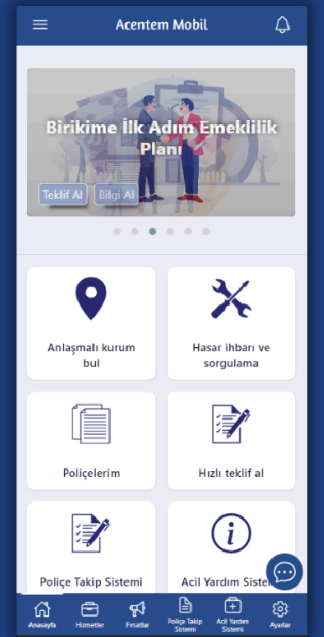 Acentem Mobil
Birikime İlk Adım Emeklilik
Planı
Teklif Al
Bilgi Al
Anlaşmalı kurum
bul
Hasar ihbarı ve
sorgulama
Poliçelerim
Hızlı teklif al
Poliçe Takip Sistemi
Acil Yardım Siste
Anasayfa
Hizmetler
Fırsatlar
Poliçe Takip
Sistemi
Acil Yardım
Sistemi
Ayarlar